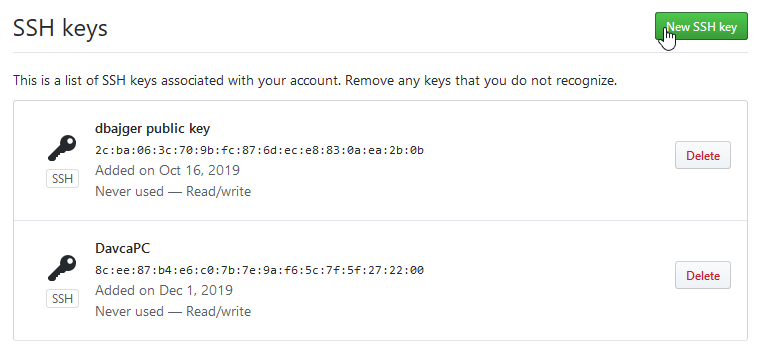 SSH keys
New SSH key
This is a list of SSH keys associated with your account. Remove any keys that you do not recognize.
dbajger public key
2c:ba:06:3c:70:9b:fc:87:6d:ec:e8:83:0a:ea:2b:0b
Added on Oct 16, 2019
Never used — Read/write
SSH
Delete
DavcaPC
8c:ee:87:b4:e6:c0:7b:7e:9a:f6:5c:7f:5f:27:22:00
Added on Dec 1, 2019
Never used — Read/write
SSH
Delete